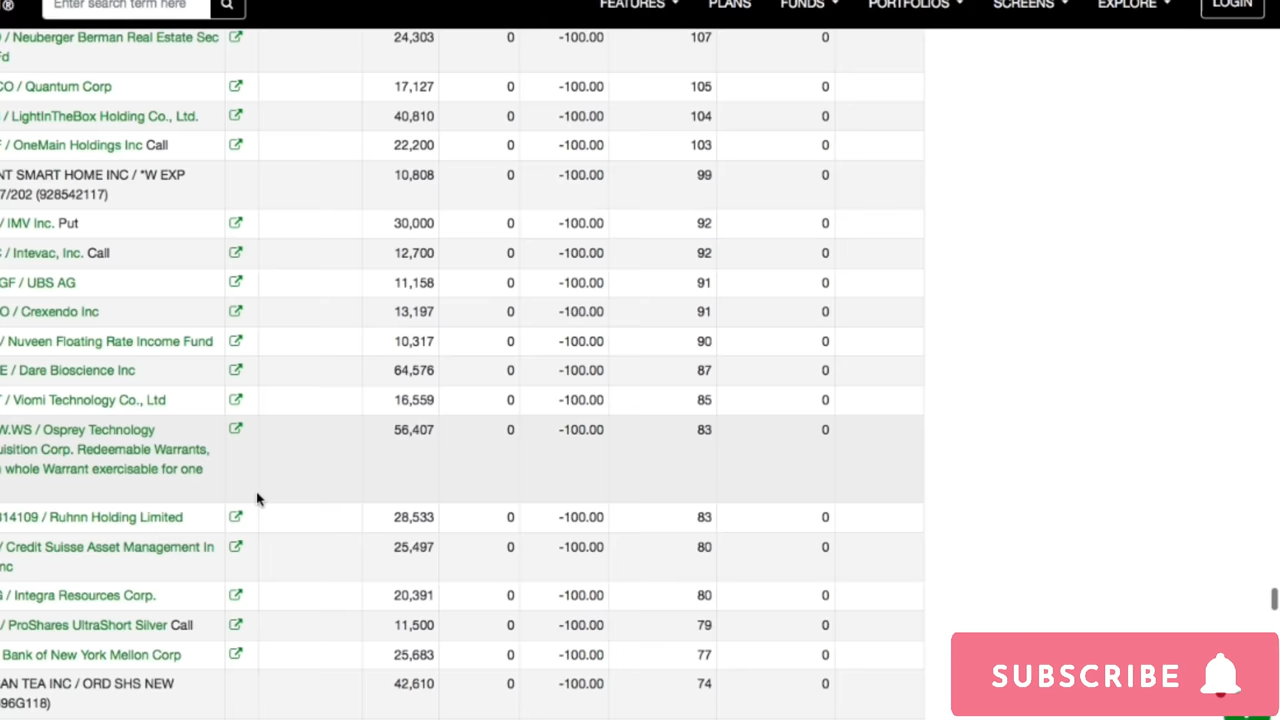 ® Enter search term here FEATURES PLANS FUNDS PORTFOLIOS SCREENS EXPLORE LOGIN
/ Neuberger Berman Real Estate Sec 24,303 0 -100.00 107 0
Fd
CO / Quantum Corp 17,127 0 -100.00 105 0
/ LightInTheBox Holding Co., Ltd. 40,810 0 -100.00 104 0
F / OneMain Holdings Inc Call 22,200 0 -100.00 103 0
NT SMART HOME INC / *W EXP 10,808 0 -100.00 99 0
7/202 (928542117)
/ IMV Inc. Put 30,000 0 -100.00 92 0
C / Intevac, Inc. Call 12,700 0 -100.00 92 0
GF / UBS AG 11,158 0 -100.00 91 0
O / Crexendo Inc 13,197 0 -100.00 91 0
/ Nuveen Floating Rate Income Fund 10,317 0 -100.00 90 0
E / Dare Bioscience Inc 64,576 0 -100.00 87 0
T / Viomi Technology Co., Ltd 16,559 0 -100.00 85 0
W.WS / Osprey Technology 56,407 0 -100.00 83 0
uisition Corp. Redeemable Warrants,
whole Warrant exercisable for one
314109 / Ruhnn Holding Limited 28,533 0 -100.00 83 0
/ Credit Suisse Asset Management In 25,497 0 -100.00 80 0
nc
G / Integra Resources Corp. 20,391 0 -100.00 80 0
/ ProShares UltraShort Silver Call 11,500 0 -100.00 79 0
Bank of New York Mellon Corp 25,683 0 -100.00 77 0
AN TEA INC / ORD SHS NEW 42,610 0 -100.00 74 0
96G118)
SUBSCRIBE